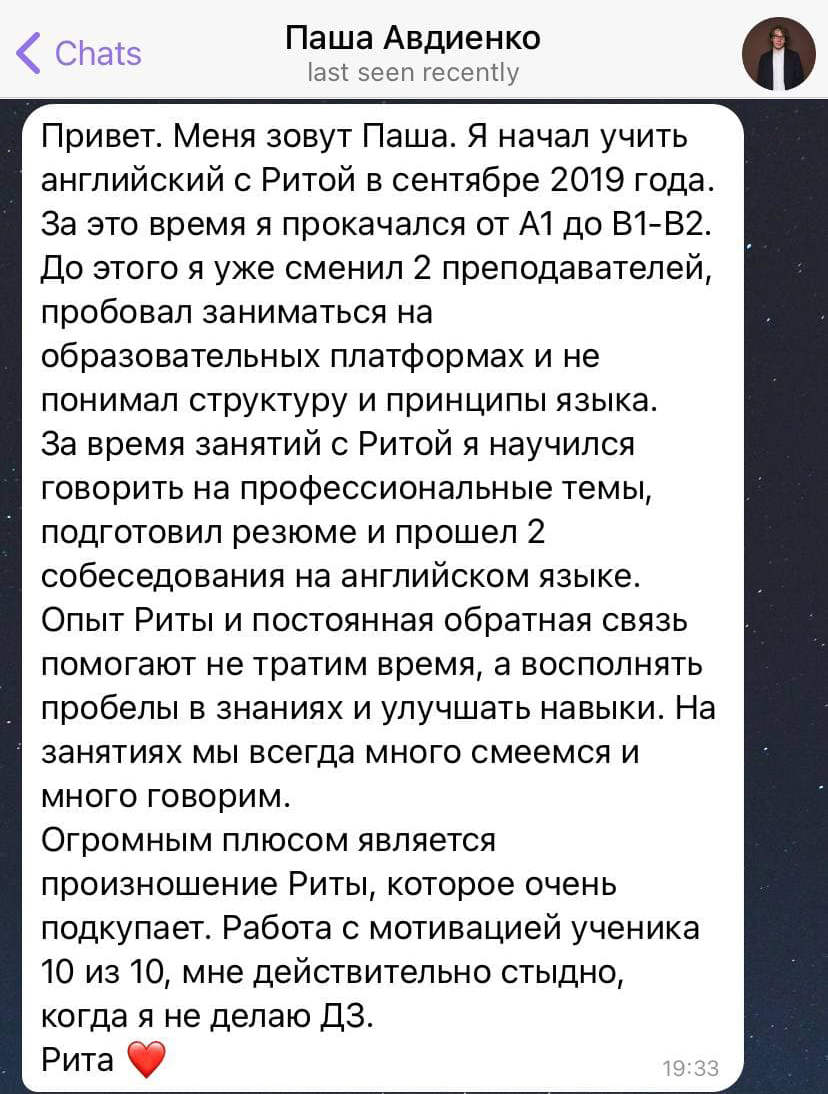 Chats
Паша Авдиенко
last seen recently
Привет. Меня зовут Паша. Я начал учить
английский с Ритой в сентябре 2019 года.
За это время я прокачался от А1 до В1-В2.
До этого я уже сменил 2 преподавателей,
пробовал заниматься на
образовательных платформах и не
понимал структуру и принципы языка.
За время занятий с Ритой я научился
говорить на профессиональные темы,
подготовил резюме и прошел 2
собеседования на английском языке.
Опыт Риты и постоянная обратная связь
помогают не тратим время, а восполнять
пробелы в знаниях и улучшать навыки. На
занятиях мы всегда много смеемся и
много говорим.
Огромным плюсом является
произношение Риты, которое очень
подкупает. Работа с мотивацией ученика
10 из 10, мне действительно стыдно,
когда я не делаю ДЗ.
Рита ❤️
19:33